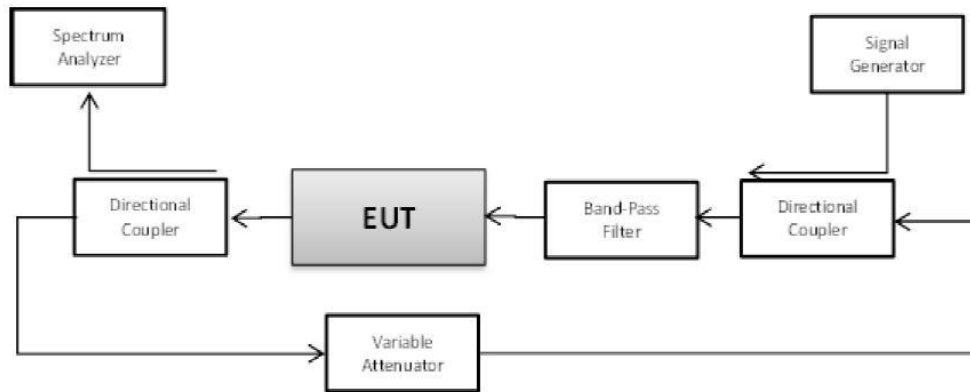 Spectrum
Analyzer
Signal
Generator
Directional
Coupler
EUT
Band-Pass
Filter
Directional
Coupler
Variable
Attenuator